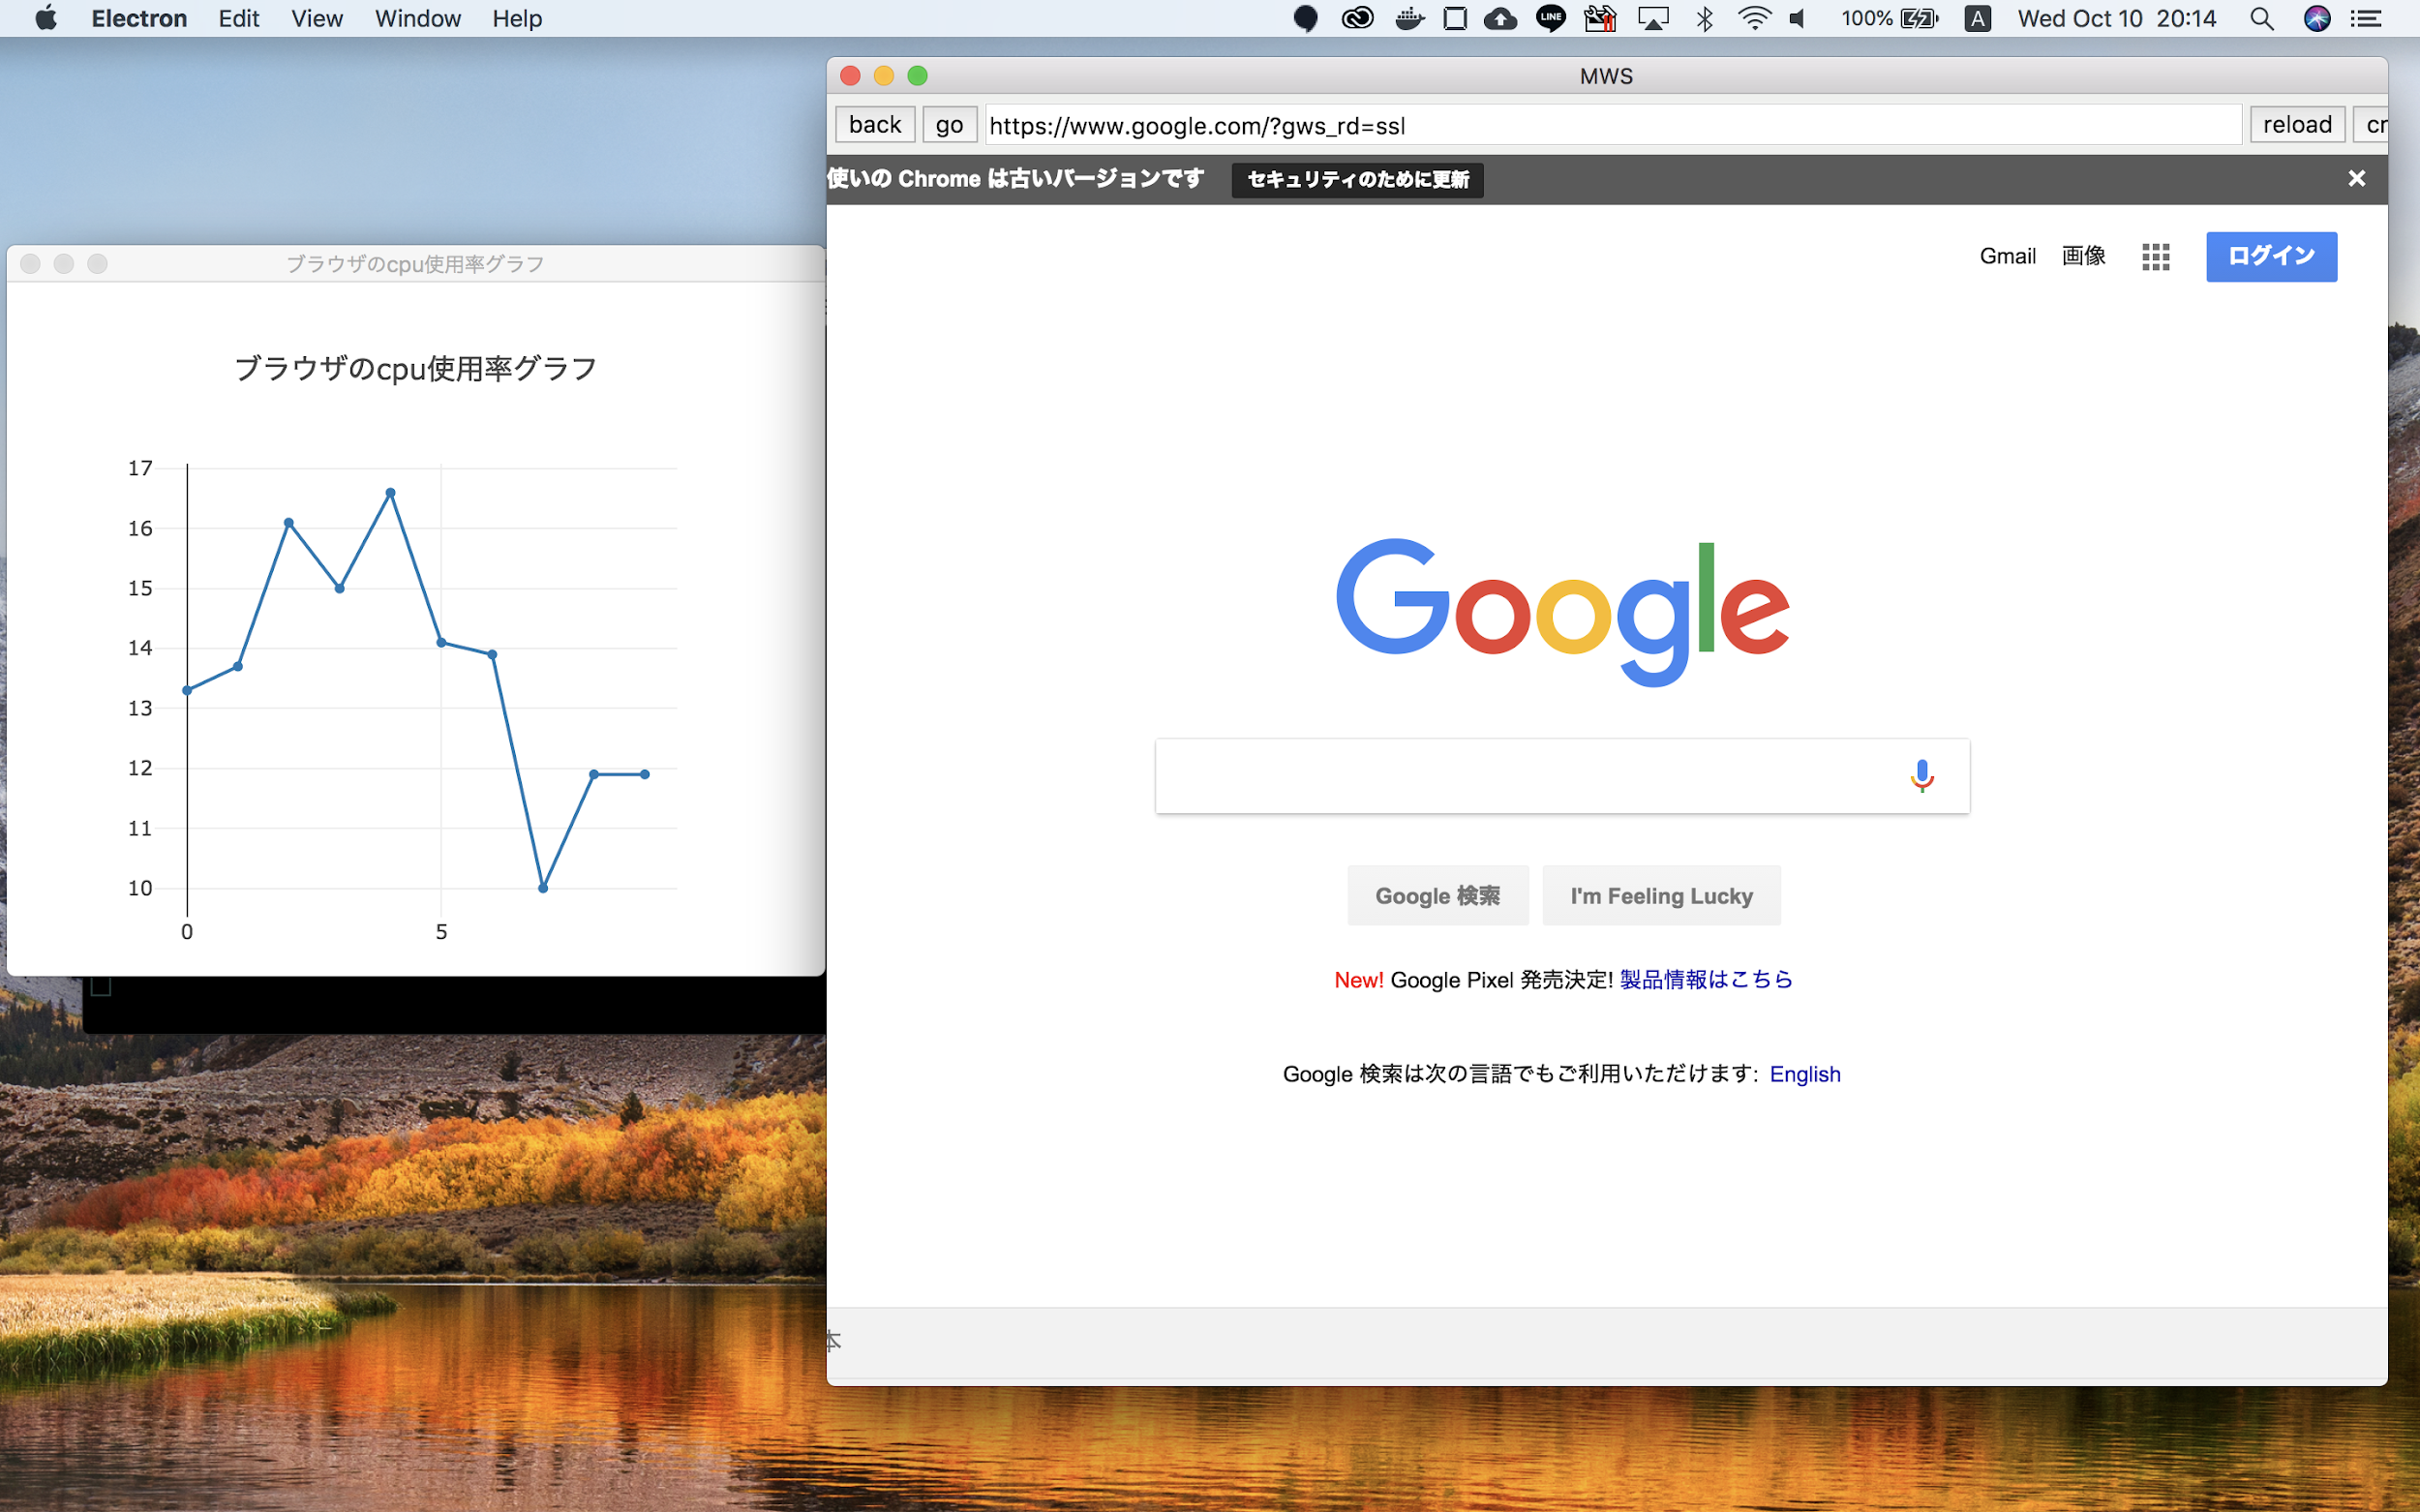 Electron Edit View Window Help LINE 100% A Wed Oct 10 20:14
MWS
back go https://www.google.com/?gws_rd=ssl reload cr
使いの Chrome は古いバージョンです セキュリティのために更新 ×
Gmail 画像 ログイン
ブラウザのcpu使用率グラフ
ブラウザのcpu使用率グラフ
17
16
15
14
13
12
11
10
0 5
Google
Google 検索 I'm Feeling Lucky
New! Google Pixel 発売決定! 製品情報はこちら
Google 検索は次の言語でもご利用いただけます: English
本